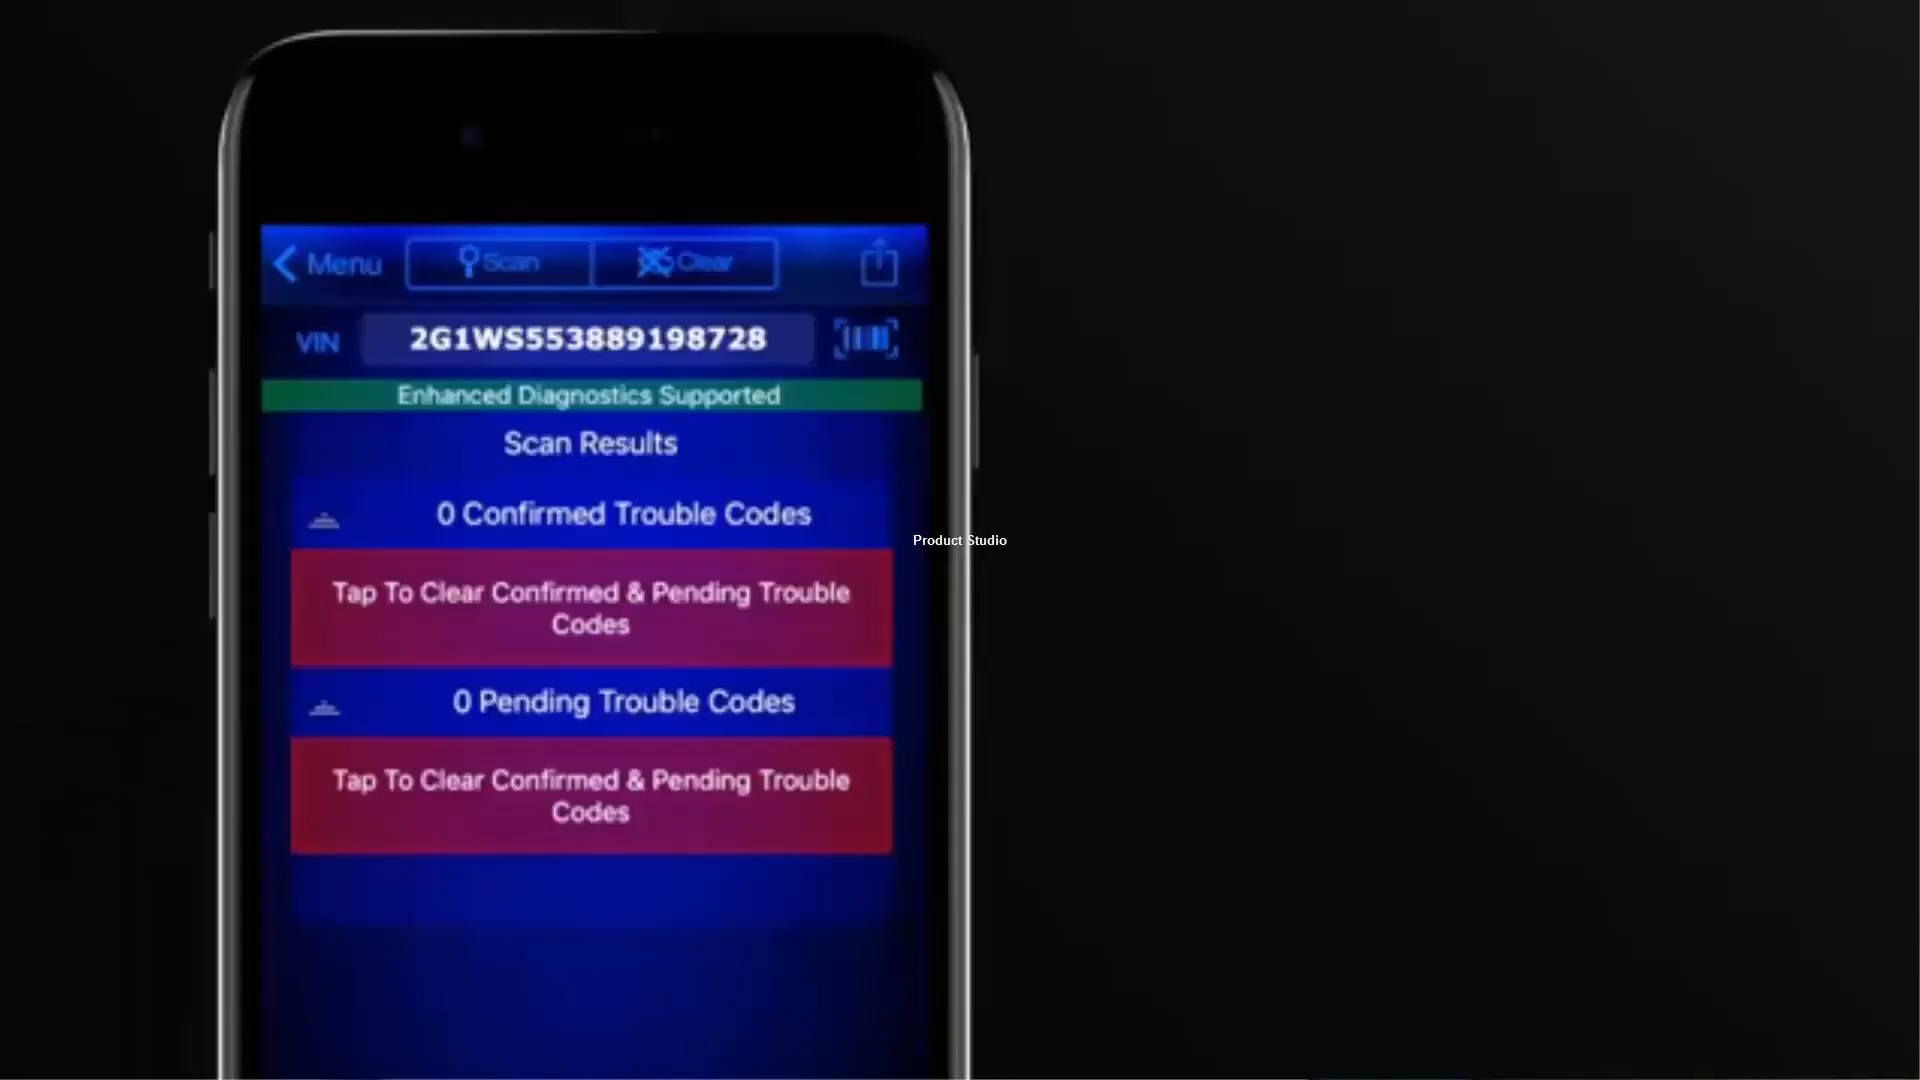 Menu
Scan
Clear
VIN
2G1WS553889198728
Enhanced Diagnostics Supported
Scan Results
0 Confirmed Trouble Codes
Tap To Clear Confirmed & Pending Trouble
Codes
0 Pending Trouble Codes
Tap To Clear Confirmed & Pending Trouble
Codes
Product Studio